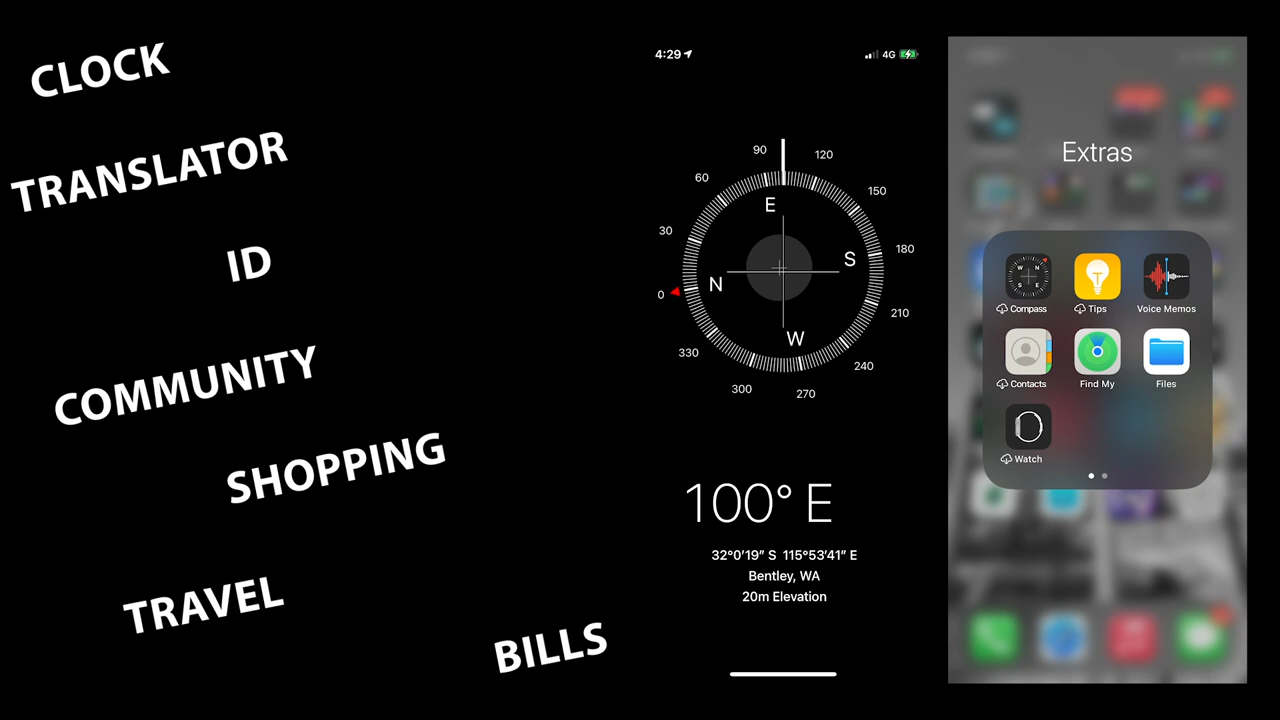 CLOCK
TRANSLATOR
ID
COMMUNITY
SHOPPING
TRAVEL
BILLS
4:29
4G
90
120
60
150
30
180
0
210
330
240
300
270
E
S
N
W
100° E
32°0'19" S 115°53'41" E
Bentley, WA
20m Elevation
Extras
W N
S E
Compass
Tips
Voice Memos
Contacts
Find My
Files
Watch